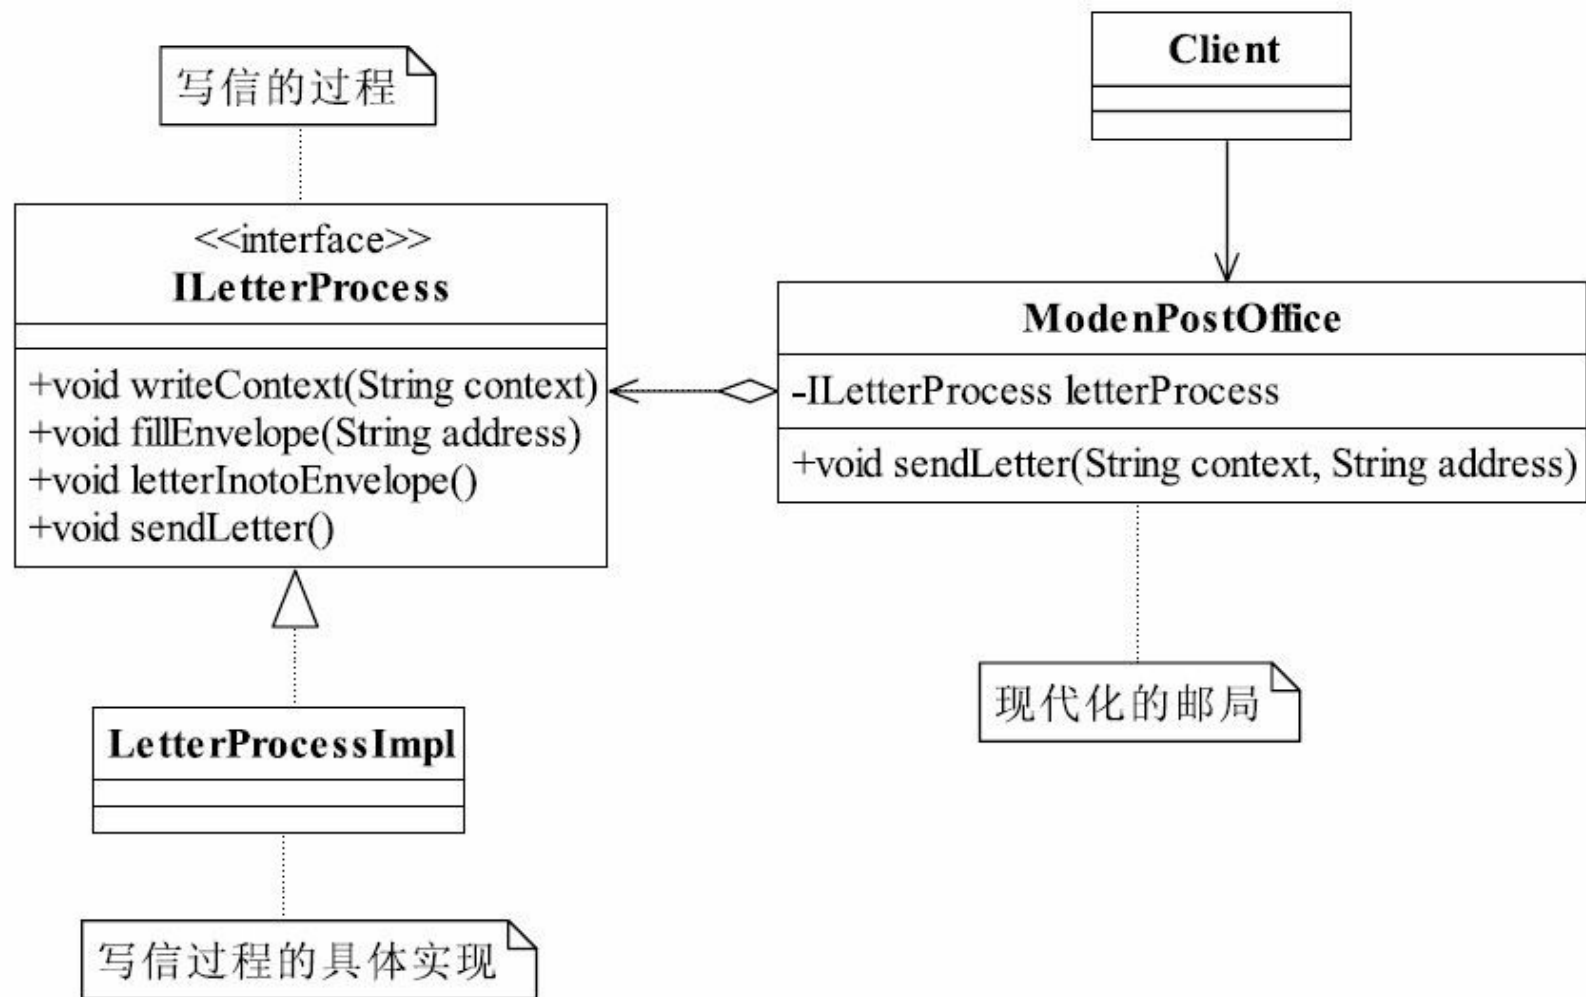 写信的过程
Client
<<interface>>
ILetterProcess
+void writeContext(String context)
+void fillEnvelope(String address)
+void letterInotoEnvelope()
+void sendLetter()
ModenPostOffice
-ILetterProcess letterProcess
+void sendLetter(String context, String address)
LetterProcessImpl
现代化的邮局
写信过程的具体实现